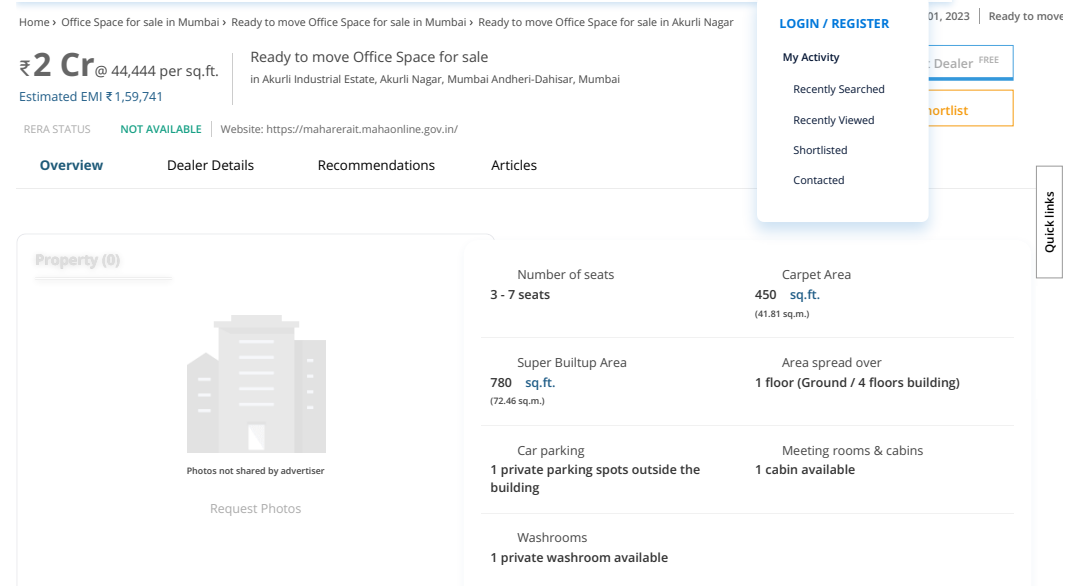 Home › Office Space for sale in Mumbai › Ready to move Office Space for sale in Mumbai › Ready to move Office Space for sale in Akurli Nagar
01, 2023 | Ready to move
LOGIN / REGISTER
My Activity
Recently Searched
Recently Viewed
Shortlisted
Contacted
₹2 Cr@ 44,444 per sq.ft.
Estimated EMI ₹1,59,741
Ready to move Office Space for sale
in Akurli Industrial Estate, Akurli Nagar, Mumbai Andheri-Dahisar, Mumbai
Dealer FREE
ortlist
RERA STATUS NOT AVAILABLE | Website: https://maharerait.mahaonline.gov.in/
Overview Dealer Details Recommendations Articles
Quick links
Property (0)
Photos not shared by advertiser
Request Photos
Number of seats
3 - 7 seats
Carpet Area
450 sq.ft.
(41.81 sq.m.)
Super Builtup Area
780 sq.ft.
(72.46 sq.m.)
Area spread over
1 floor (Ground / 4 floors building)
Car parking
1 private parking spots outside the
building
Meeting rooms & cabins
1 cabin available
Washrooms
1 private washroom available